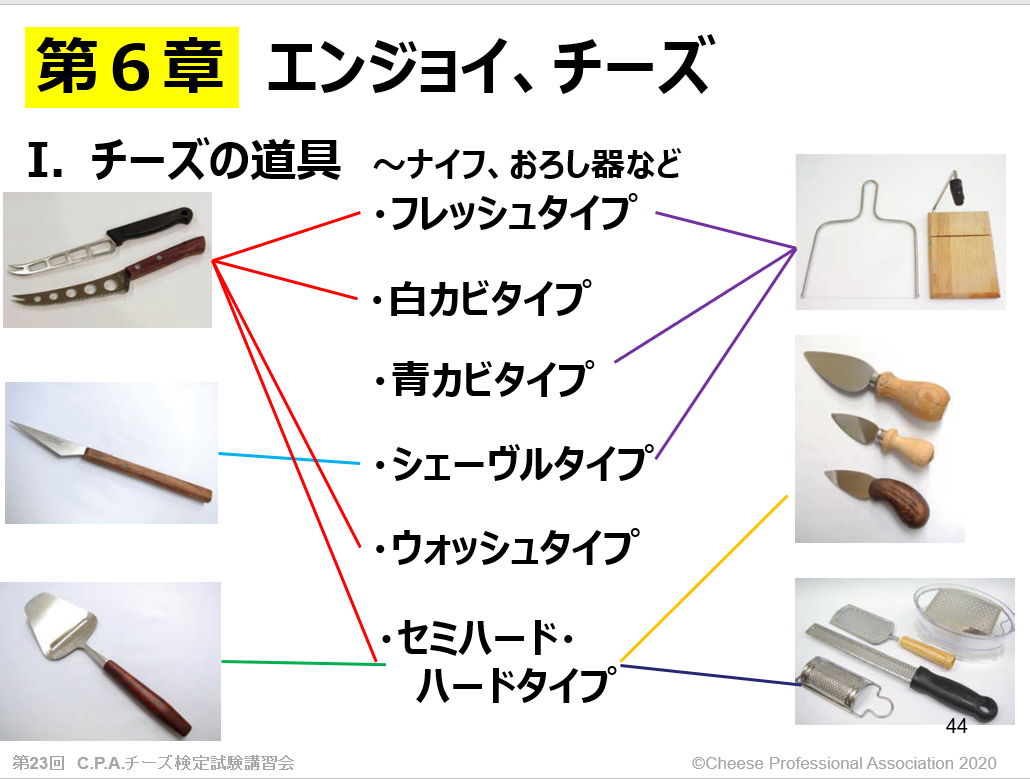 第６章 エンジョイ、チーズ
Ⅰ. チーズの道具 ～ナイフ、おろし器など
・フレッシュタイプ
・白カビタイプ
・青カビタイプ
・シェーヴルタイプ
・ウォッシュタイプ
・セミハード・
ハードタイプ
44
第23回 C.P.A.チーズ検定試験講習会
©Cheese Professional Association 2020